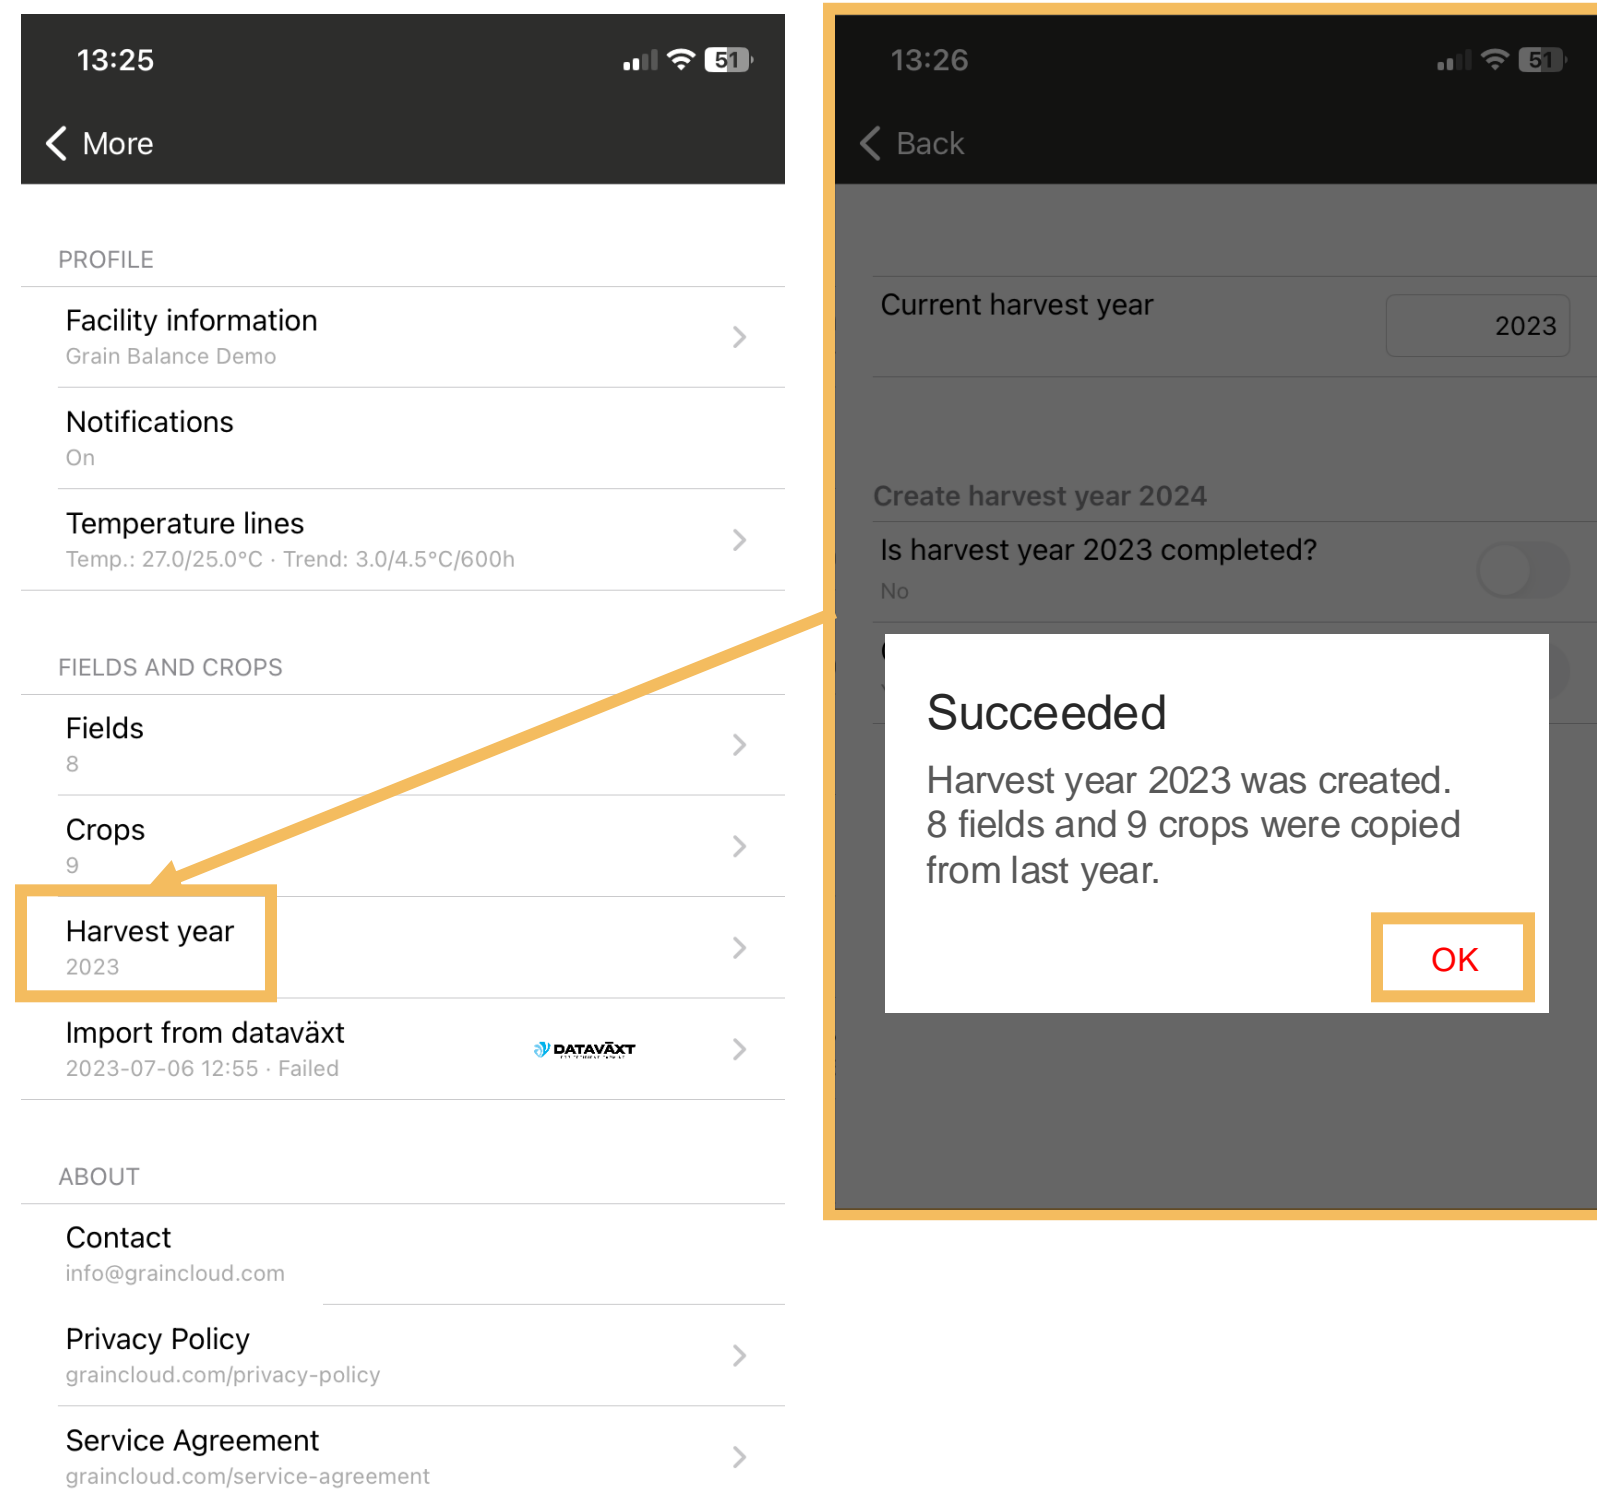 13:25
51
More
PROFILE
Facility information
Grain Balance Demo
Notifications
On
Temperature lines
Temp.: 27.0/25.0°C · Trend: 3.0/4.5°C/600h
FIELDS AND CROPS
Fields
8
Crops
9
Harvest year
2023
Import from dataväxt
2023-07-06 12:55 · Failed
DATAVÄXT
ABOUT
Contact
info@graincloud.com
Privacy Policy
graincloud.com/privacy-policy
Service Agreement
graincloud.com/service-agreement
13:26
51
Back
Current harvest year
2023
Create harvest year 2024
Is harvest year 2023 completed?
No
Succeeded
Harvest year 2023 was created.
8 fields and 9 crops were copied
from last year.
OK